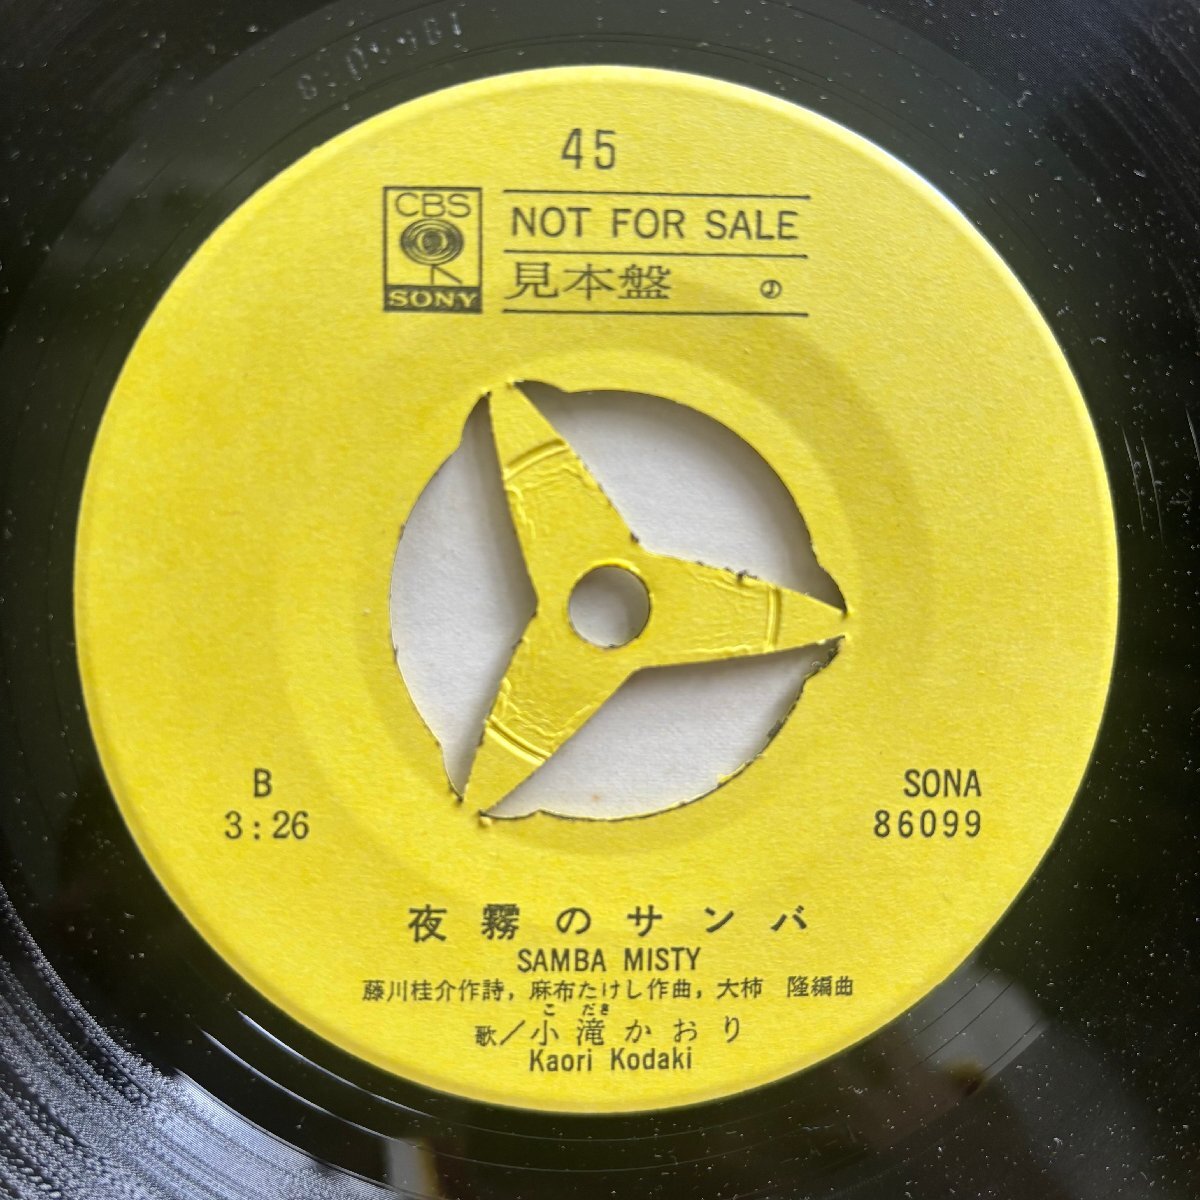 45
CBS
SONY
NOT FOR SALE
見本盤 ♪
B
3:26
SONA
86099
夜霧のサンバ
SAMBA MISTY
藤川桂介作詩, 麻布たけし作曲, 大柿 隆編曲
こ だき
歌／小滝かおり
Kaori Kodaki